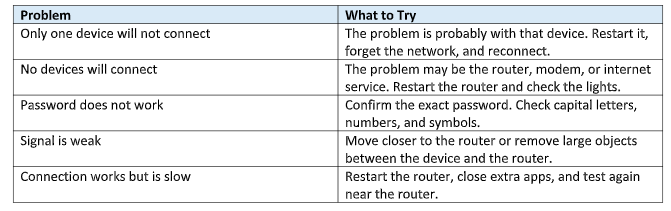 Problem What to Try
Only one device will not connect The problem is probably with that device. Restart it,
forget the network, and reconnect.
No devices will connect The problem may be the router, modem, or internet
service. Restart the router and check the lights.
Password does not work Confirm the exact password. Check capital letters,
numbers, and symbols.
Signal is weak Move closer to the router or remove large objects
between the device and the router.
Connection works but is slow Restart the router, close extra apps, and test again
near the router.